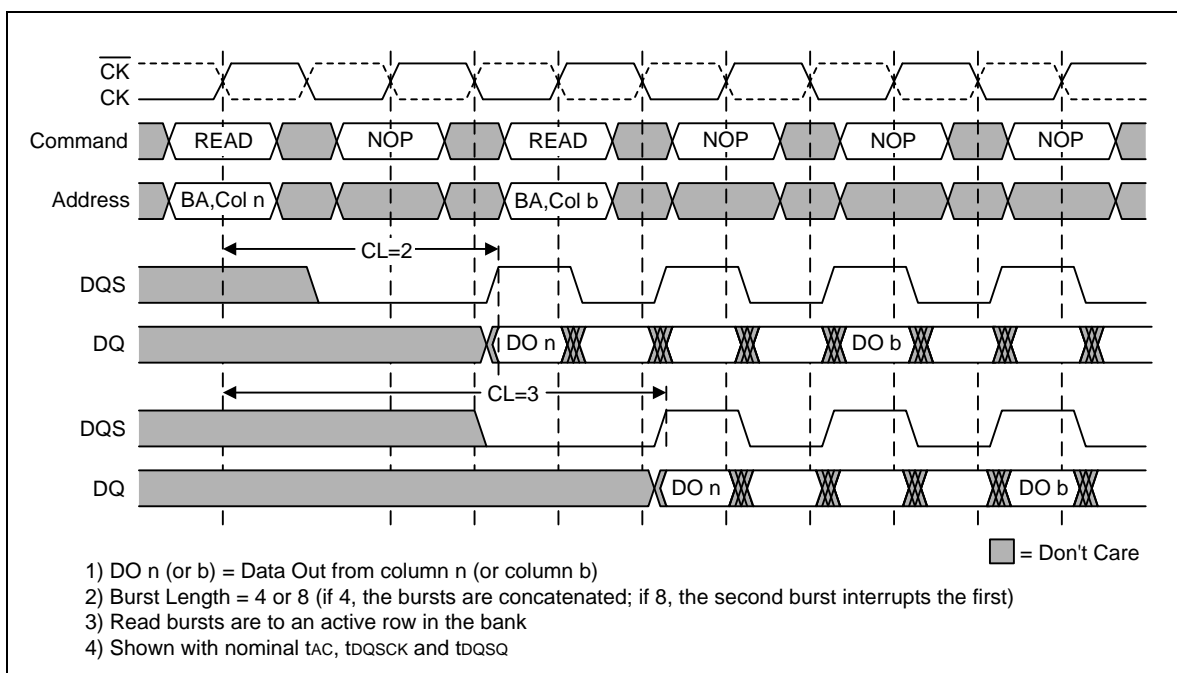 CK
CK
Command READ NOP READ NOP NOP NOP
Address BA,Col n BA,Col b
CL=2
DQS
DQ DO n DO b
CL=3
DQS
DQ DO n DO b
= Don't Care
1) DO n (or b) = Data Out from column n (or column b)
2) Burst Length = 4 or 8 (if 4, the bursts are concatenated; if 8, the second burst interrupts the first)
3) Read bursts are to an active row in the bank
4) Shown with nominal tAC, tDQSCK and tDQSQ